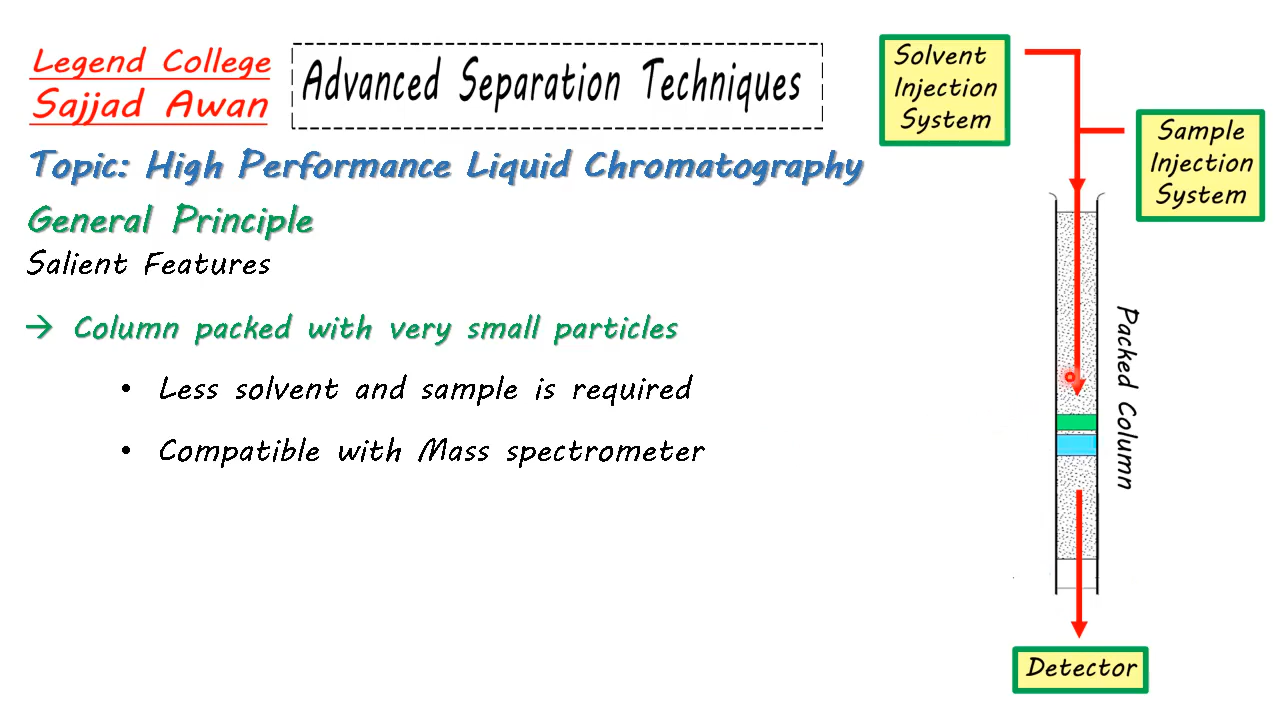 Legend College
Sajjad Awan
Advanced Separation Techniques
Topic: High Performance Liquid Chromatography
General Principle
Salient Features
→ Column packed with very small particles
• Less solvent and sample is required
• Compatible with Mass spectrometer
Solvent
Injection
System
Sample
Injection
System
Packed Column
Detector